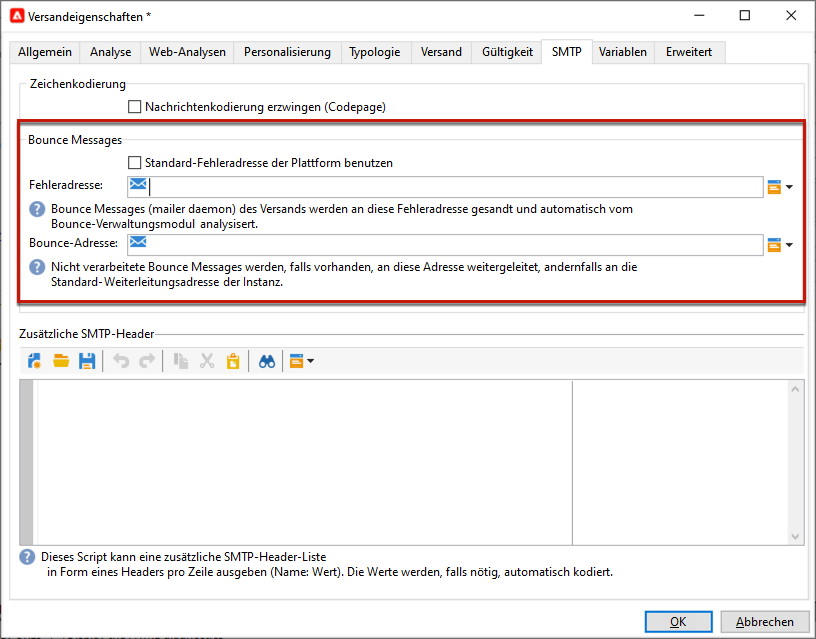 Versandeigenschaften *
Allgemein Analyse Web-Analysen Personalisierung Typologie Versand Gültigkeit SMTP Variablen Erweitert
Zeichenkodierung
Nachrichtenkodierung erzwingen (Codepage)
Bounce Messages
Standard-Fehleradresse der Plattform benutzen
Fehleradresse:
Bounce Messages (mailer daemon) des Versands werden an diese Fehleradresse gesandt und automatisch vom
Bounce-Verwaltungsmodul analysisert.
Bounce-Adresse:
Nicht verarbeitete Bounce Messages werden, falls vorhanden, an diese Adresse weitergeleitet, andernfalls an die
Standard-Weiterleitungsadresse der Instanz.
Zusätzliche SMTP-Header
Dieses Script kann eine zusätzliche SMTP-Header-Liste
in Form eines Headers pro Zeile ausgeben (Name: Wert). Die Werte werden, falls nötig, automatisch kodiert.
OK Abbrechen